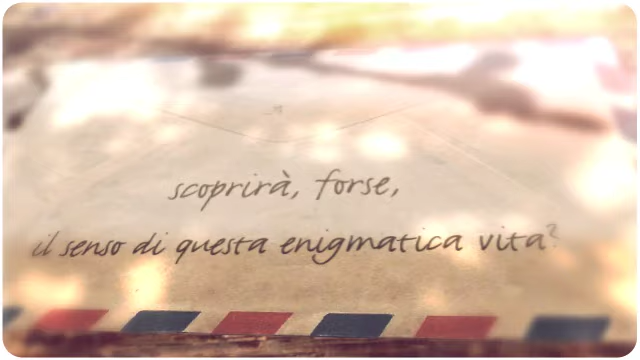 scoprirà, forse,
il senso di questa enigmatica vita?